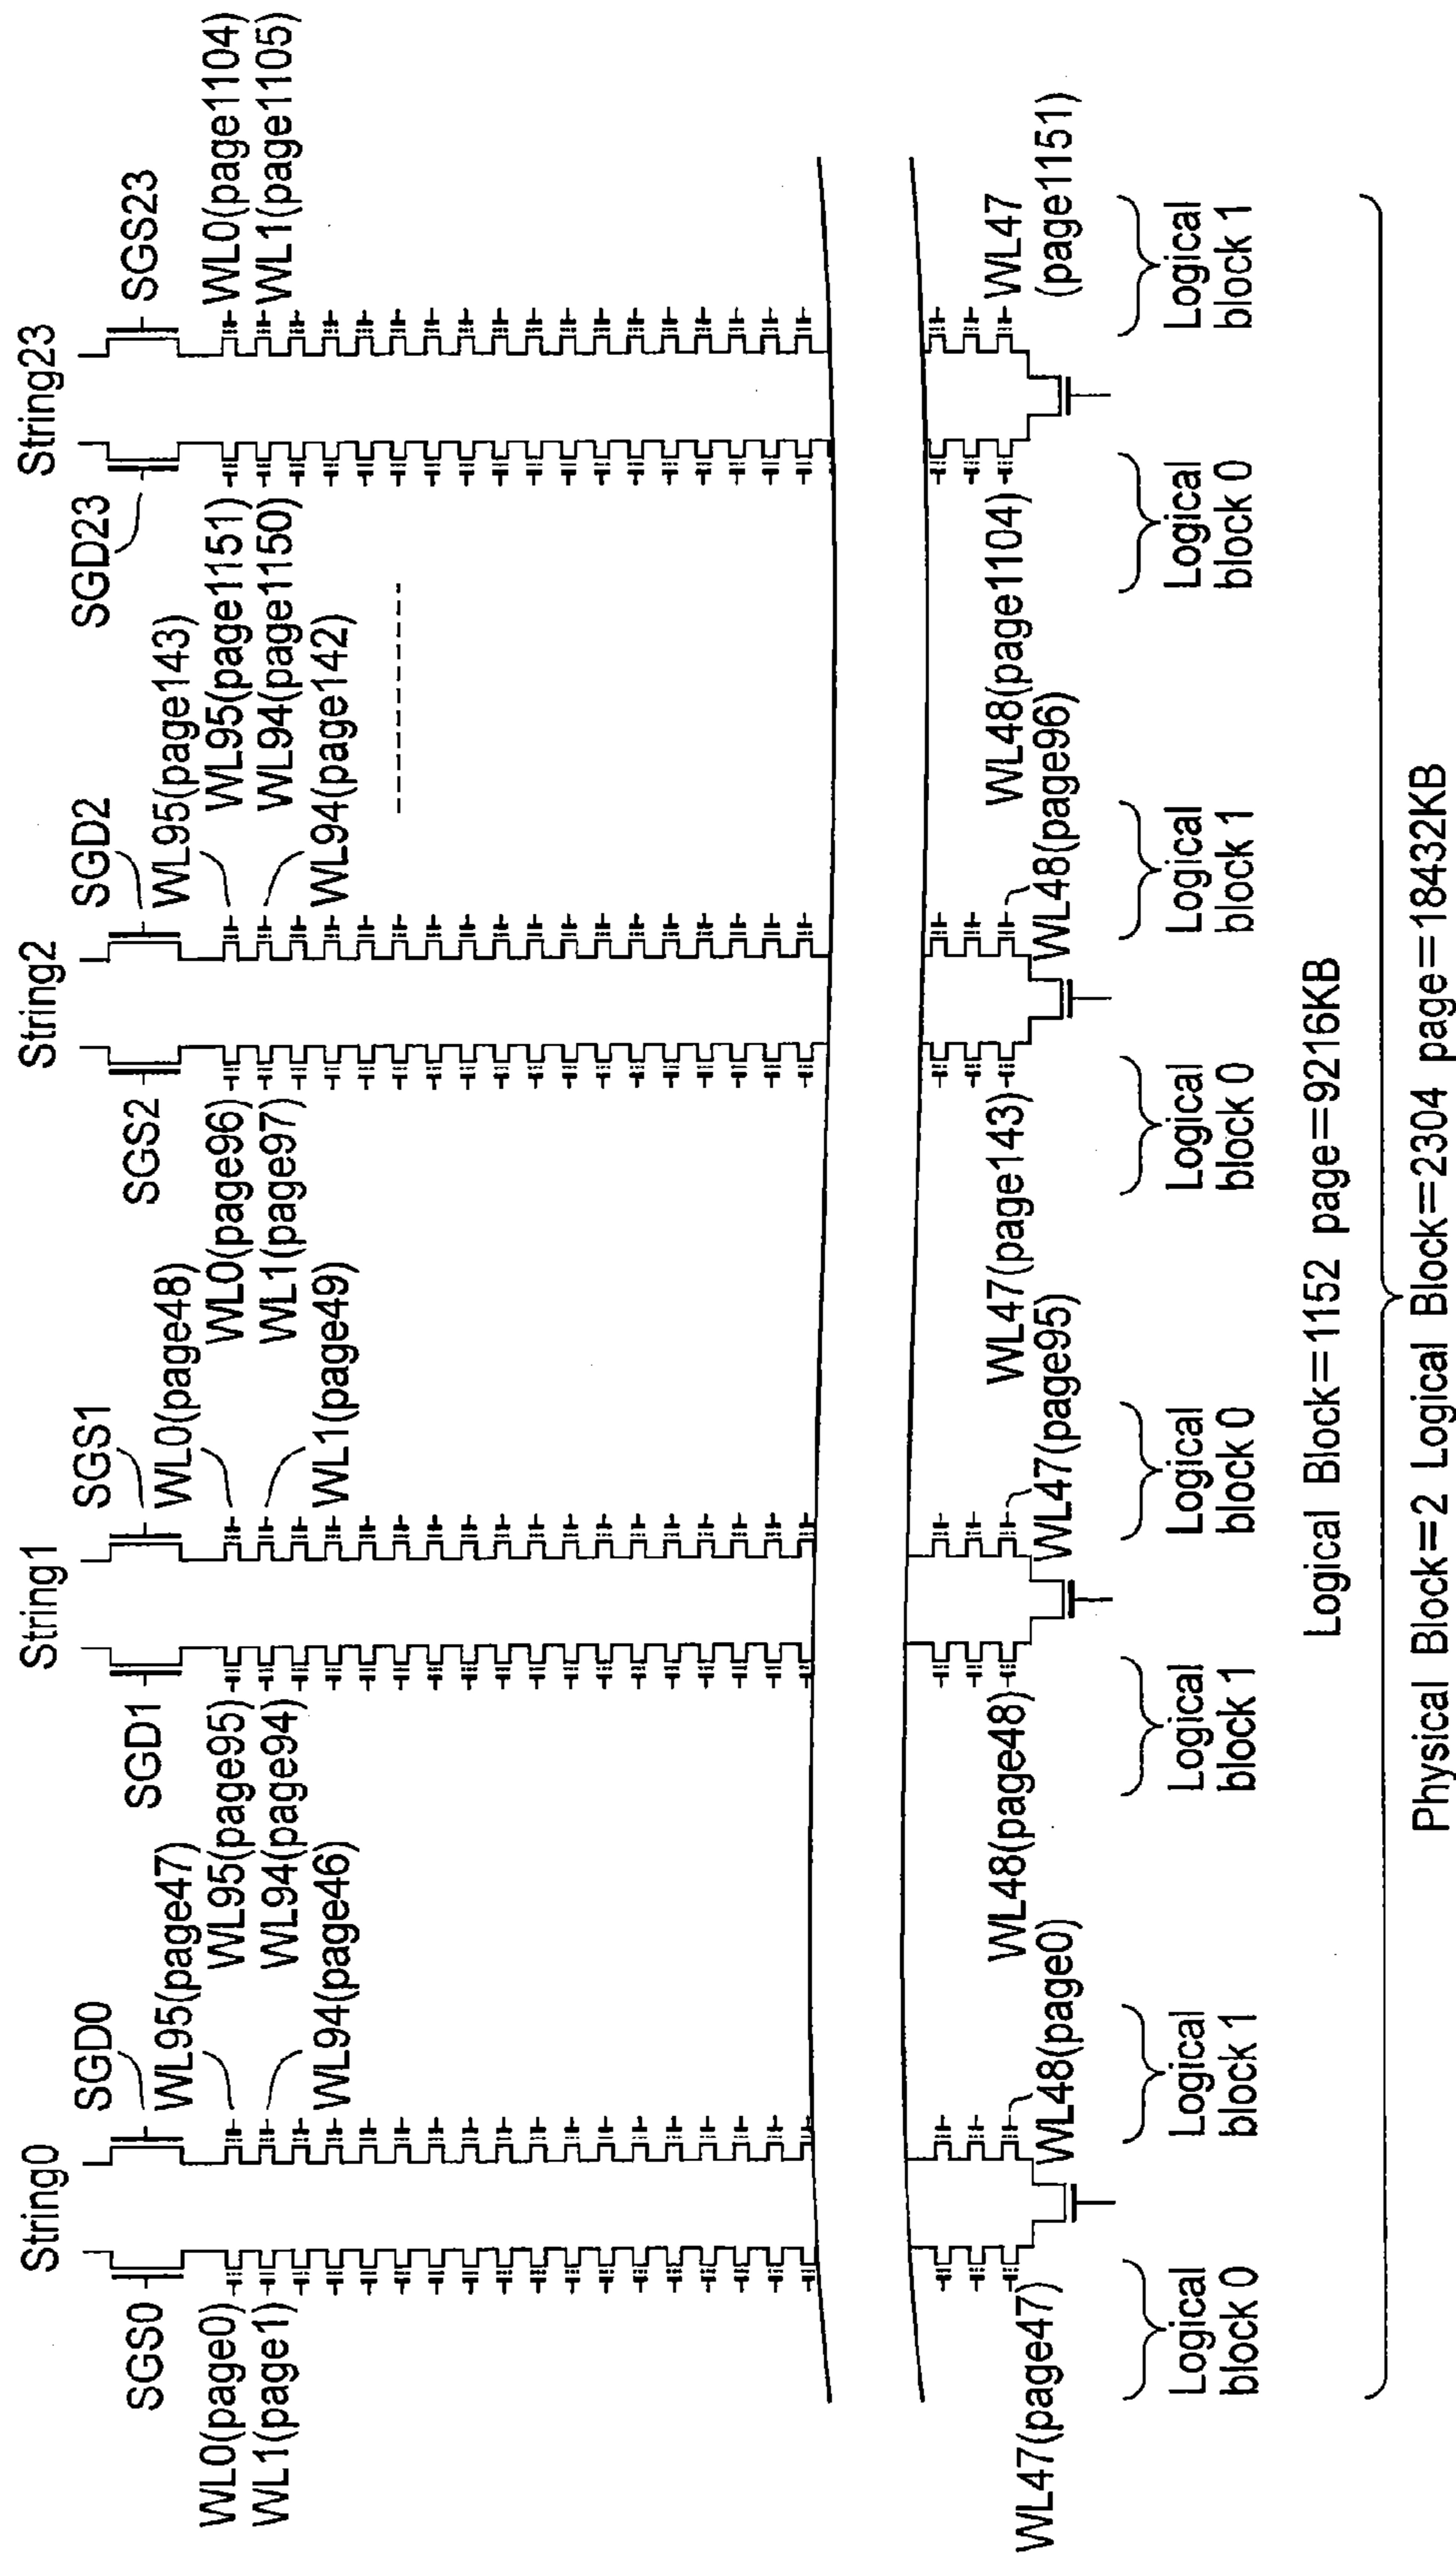 String0
String1
String2
String23
SGS0
SGD0
SGD1
SGS1
SGS2
SGD2
SGD23
SGS23
WL0(page0)
WL1(page1)
WL95(page47)
WL94(page46)
WL95(page95)
WL94(page94)
WL0(page48)
WL1(page49)
WL0(page96)
WL1(page97)
WL95(page143)
WL94(page142)
WL95(page1151)
WL94(page1150)
WL0(page1104)
WL1(page1105)
WL47(page47)
WL48(page0)
WL48(page48)
WL47(page95)
WL47(page143)
WL48(page96)
WL48(page1104)
WL47
(page1151)
Logical
block 0
Logical
block 1
Logical
block 1
Logical
block 0
Logical
block 0
Logical
block 1
Logical
block 0
Logical
block 1
Logical Block=1152 page=9216KB
Physical Block=2 Logical Block=2304 page=18432KB